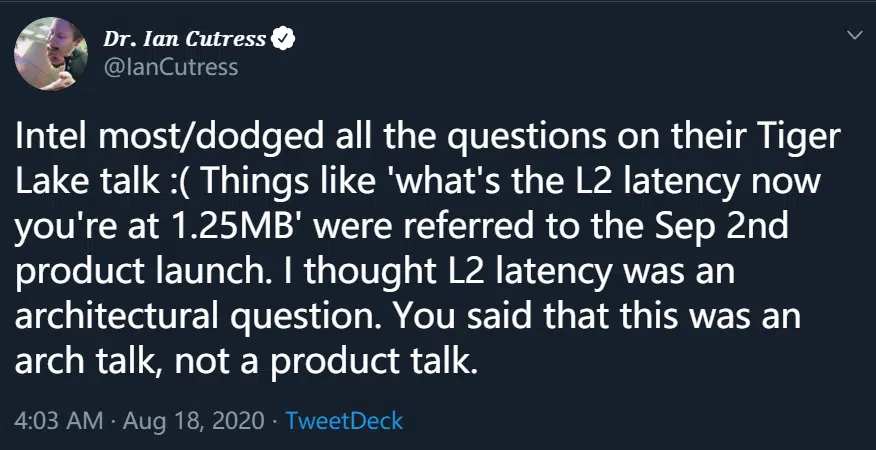 Dr. Ian Cutress
@IanCutress
Intel most/dodged all the questions on their Tiger
Lake talk :( Things like 'what's the L2 latency now
you're at 1.25MB' were referred to the Sep 2nd
product launch. I thought L2 latency was an
architectural question. You said that this was an
arch talk, not a product talk.
4:03 AM · Aug 18, 2020 · TweetDeck